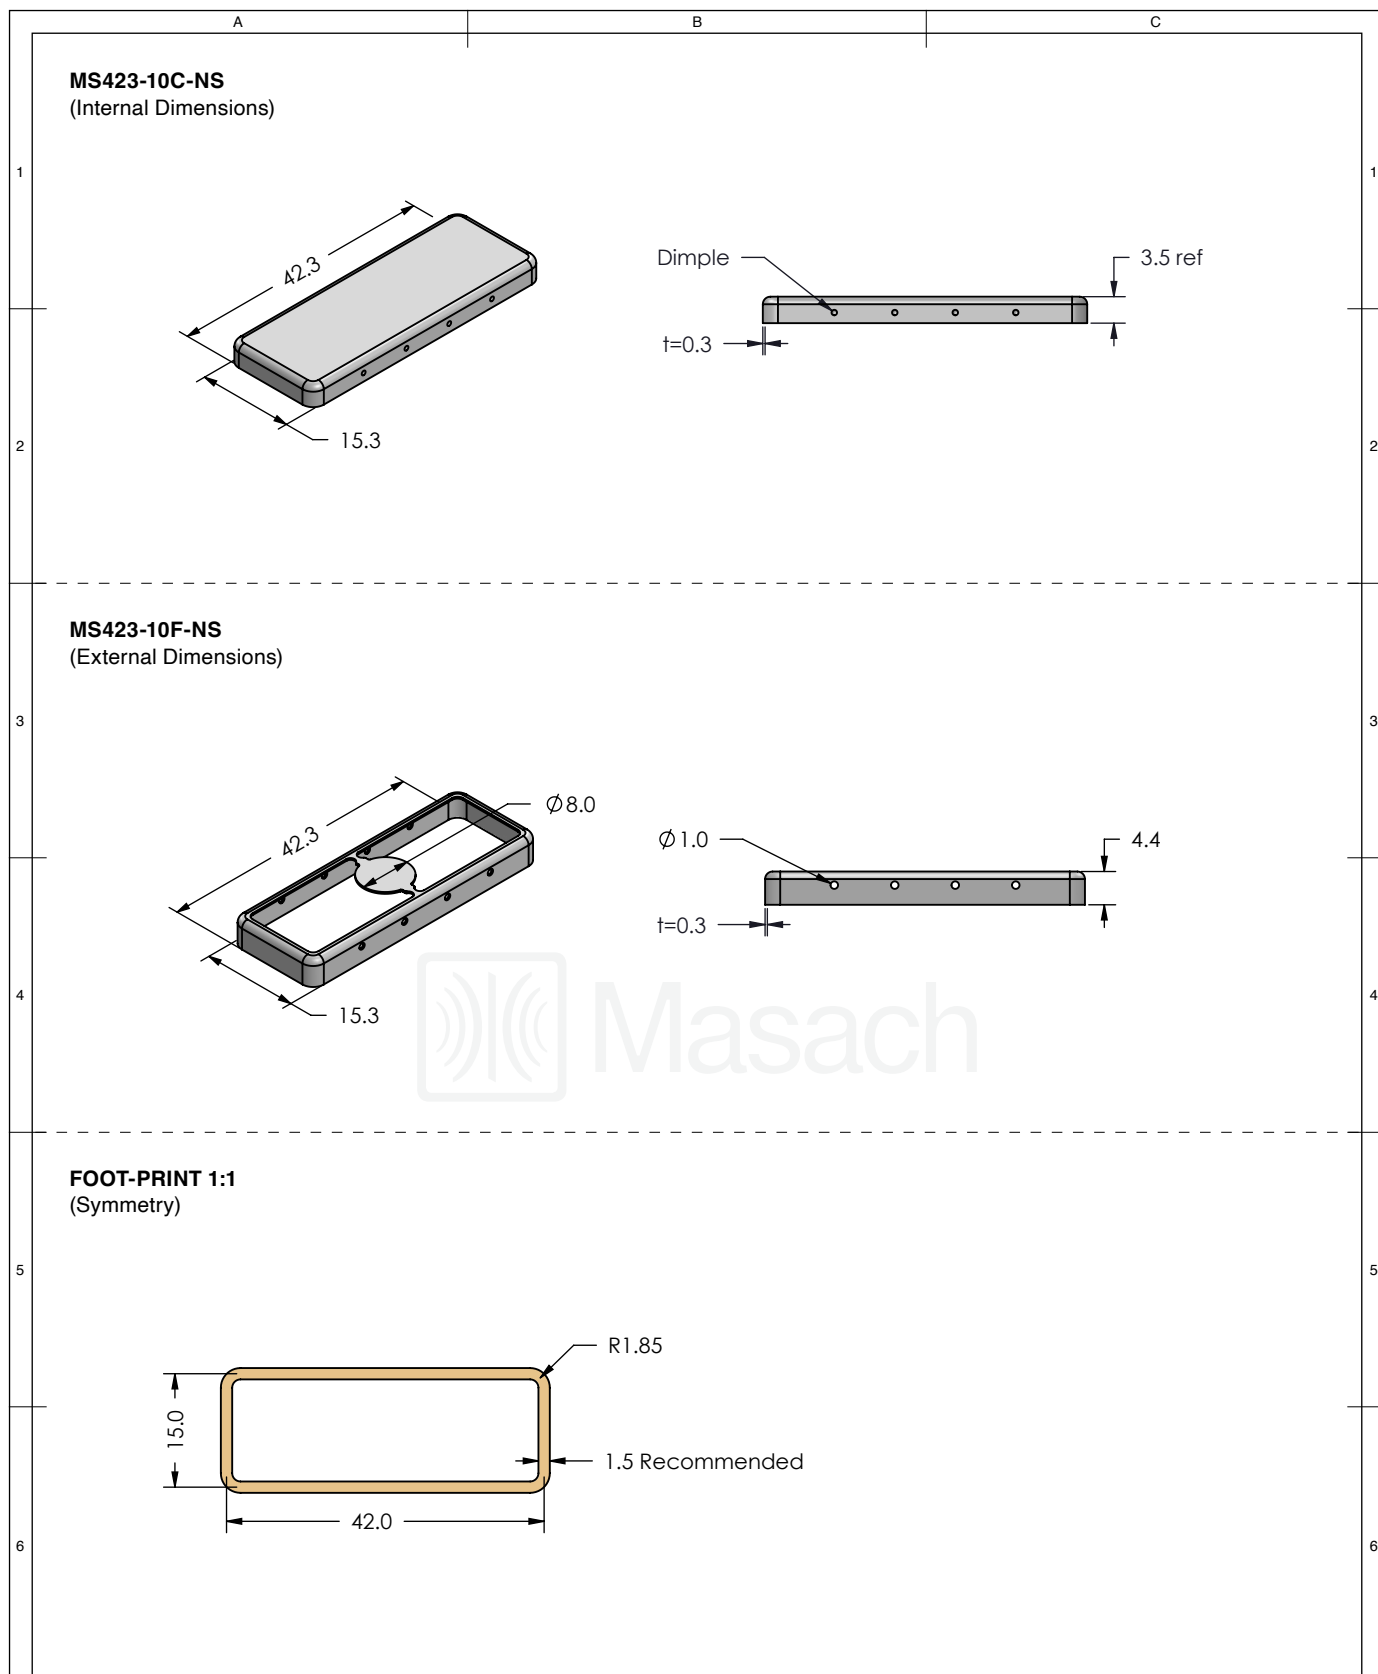 A B C
MS423-10C-NS
(Internal Dimensions)
1 1
42.3
Dimple
3.5 ref
t=0.3
15.3
2 2
MS423-10F-NS
(External Dimensions)
3 3
42.3
Ø8.0
Ø1.0
4.4
t=0.3
15.3
Masach
4 4
FOOT-PRINT 1:1
(Symmetry)
5 5
R1.85
15.0
1.5 Recommended
42.0
6 6